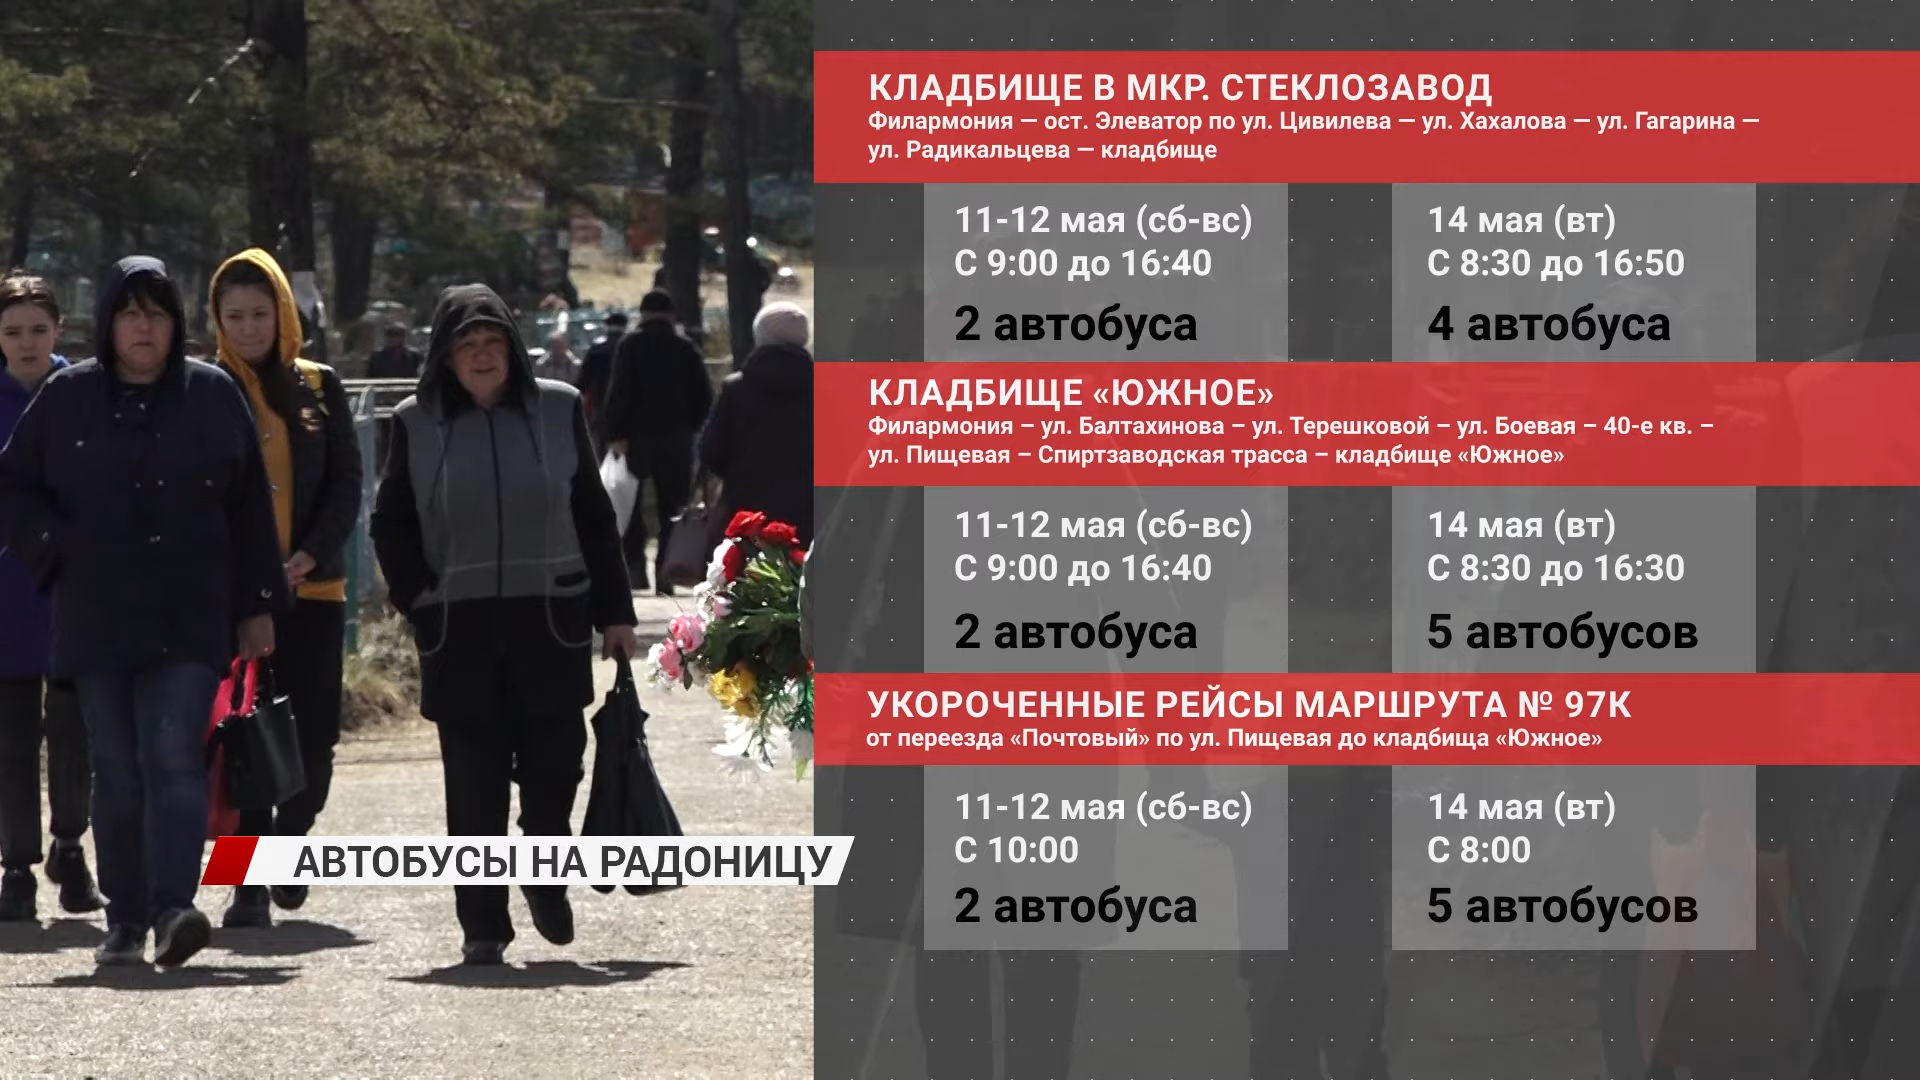 КЛАДБИЩЕ В МКР. СТЕКЛОЗАВОД
Филармония — ост. Элеватор по ул. Цивилева — ул. Хахалова — ул. Гагарина —
ул. Радикальцева — кладбище
11-12 мая (сб-вс)
С 9:00 до 16:40
2 автобуса
14 мая (вт)
С 8:30 до 16:50
4 автобуса
КЛАДБИЩЕ «ЮЖНОЕ»
Филармония – ул. Балтахинова – ул. Терешковой – ул. Боевая – 40-е кв. –
ул. Пищевая – Спиртзаводская трасса – кладбище «Южное»
11-12 мая (сб-вс)
С 9:00 до 16:40
2 автобуса
14 мая (вт)
С 8:30 до 16:30
5 автобусов
УКОРОЧЕННЫЕ РЕЙСЫ МАРШРУТА № 97К
от переезда «Почтовый» по ул. Пищевая до кладбища «Южное»
11-12 мая (сб-вс)
С 10:00
2 автобуса
14 мая (вт)
С 8:00
5 автобусов
АВТОБУСЫ НА РАДОНИЦУ